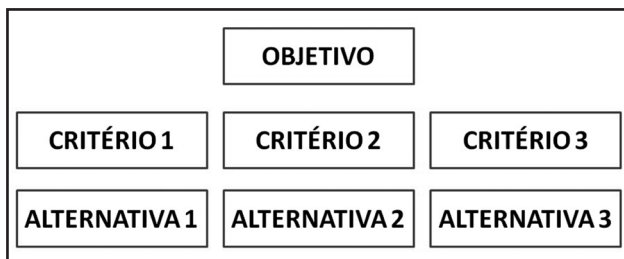 OBJETIVO
CRITÉRIO 1 CRITÉRIO 2 CRITÉRIO 3
ALTERNATIVA 1 ALTERNATIVA 2 ALTERNATIVA 3